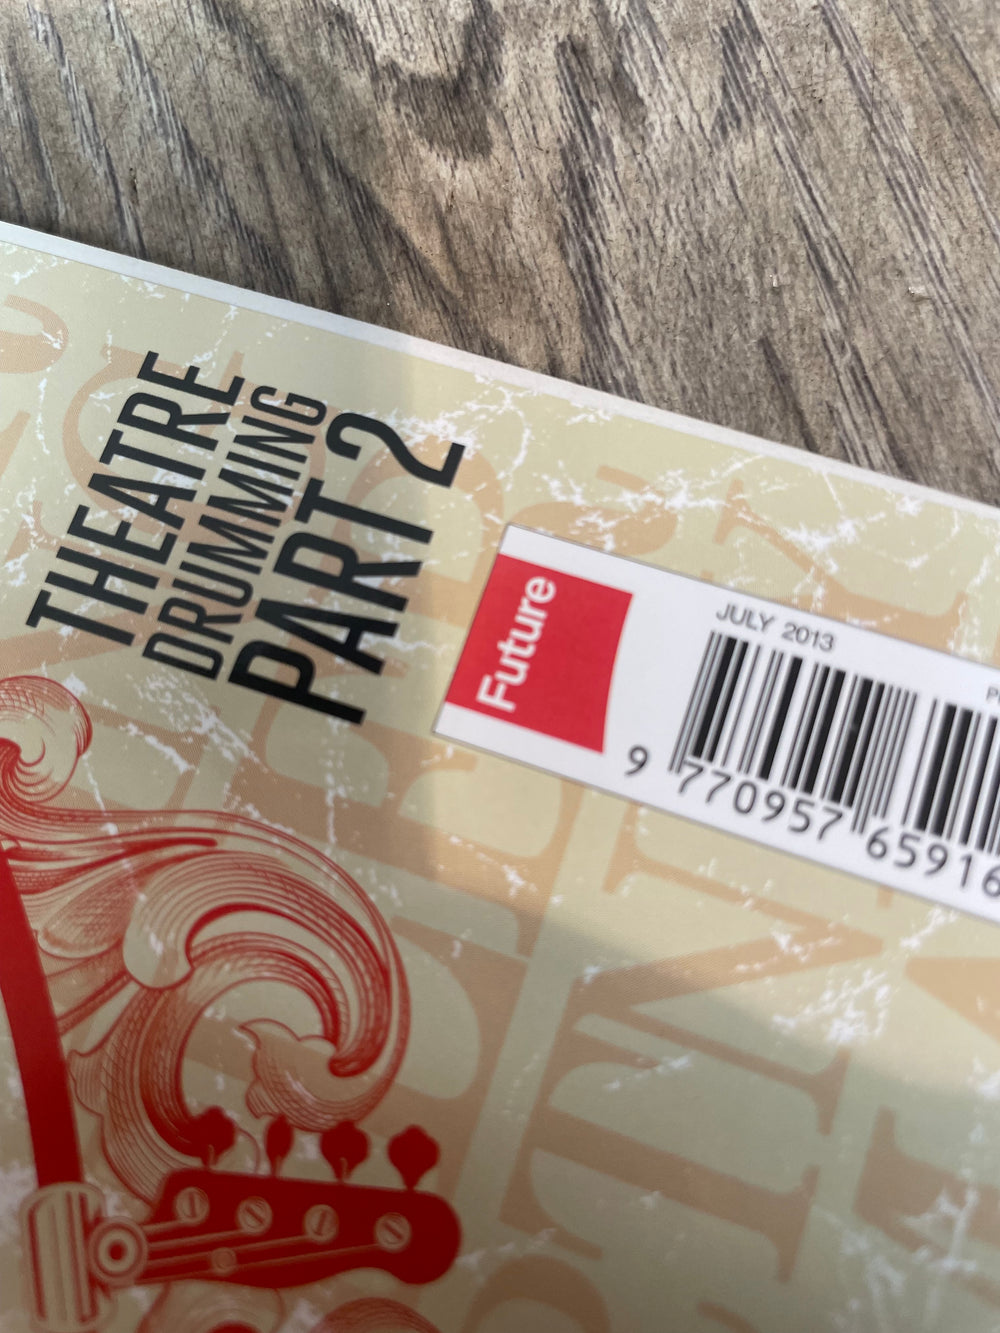 THEATRE
DRUMMING
PART 2
Future
JULY 2013
9 770957 65916